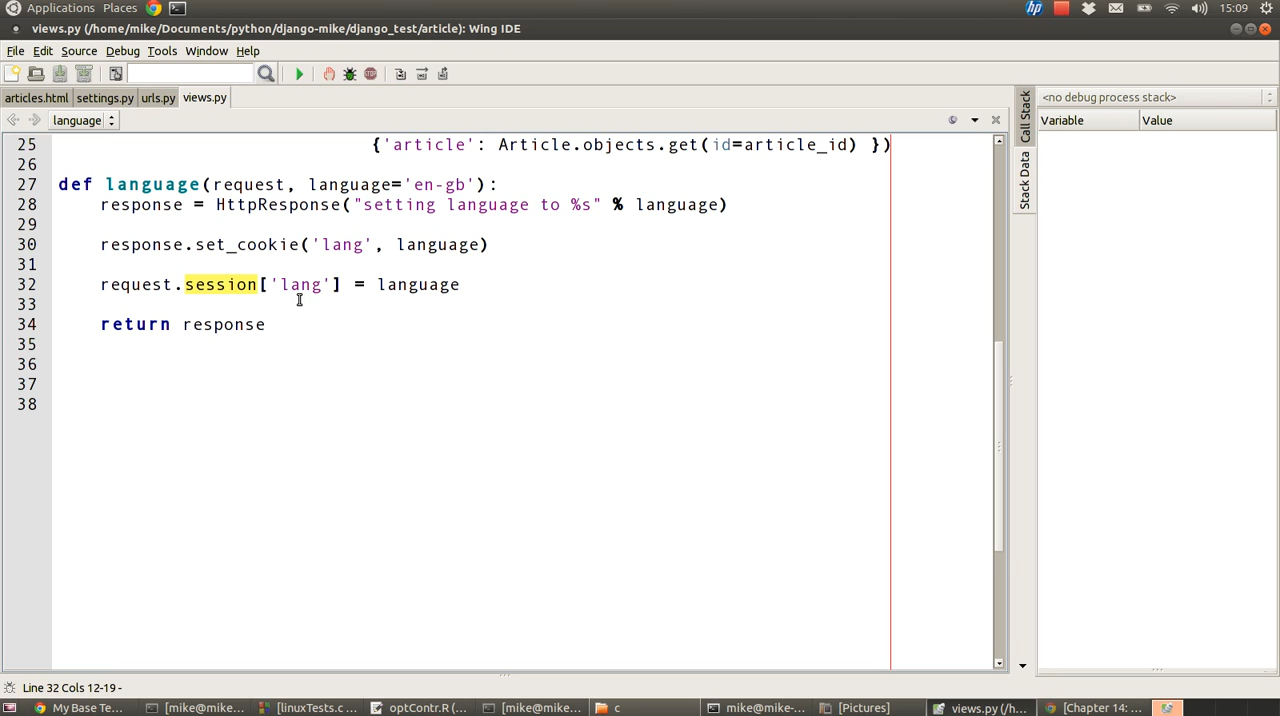 Applications Places 15:09
views.py (/home/mike/Documents/python/django-mike/django_test/article): Wing IDE
File Edit Source Debug Tools Window Help
articles.html settings.py urls.py views.py <no debug process stack>
language Variable Value
Call Stack
Stack Data
25 {'article': Article.objects.get(id=article_id) })
26
27 def language(request, language='en-gb'):
28 response = HttpResponse("setting language to %s" % language)
29
30 response.set_cookie('lang', language)
31
32 request.session['lang'] = language
33
34 return response
35
36
37
38
Line 32 Cols 12-19 -
My Base Te... [mike@mike... [linuxTests.c ... optContr.R (... [mike@mike... c mike@mike-... [Pictures] views.py (/h... [Chapter 14: ...